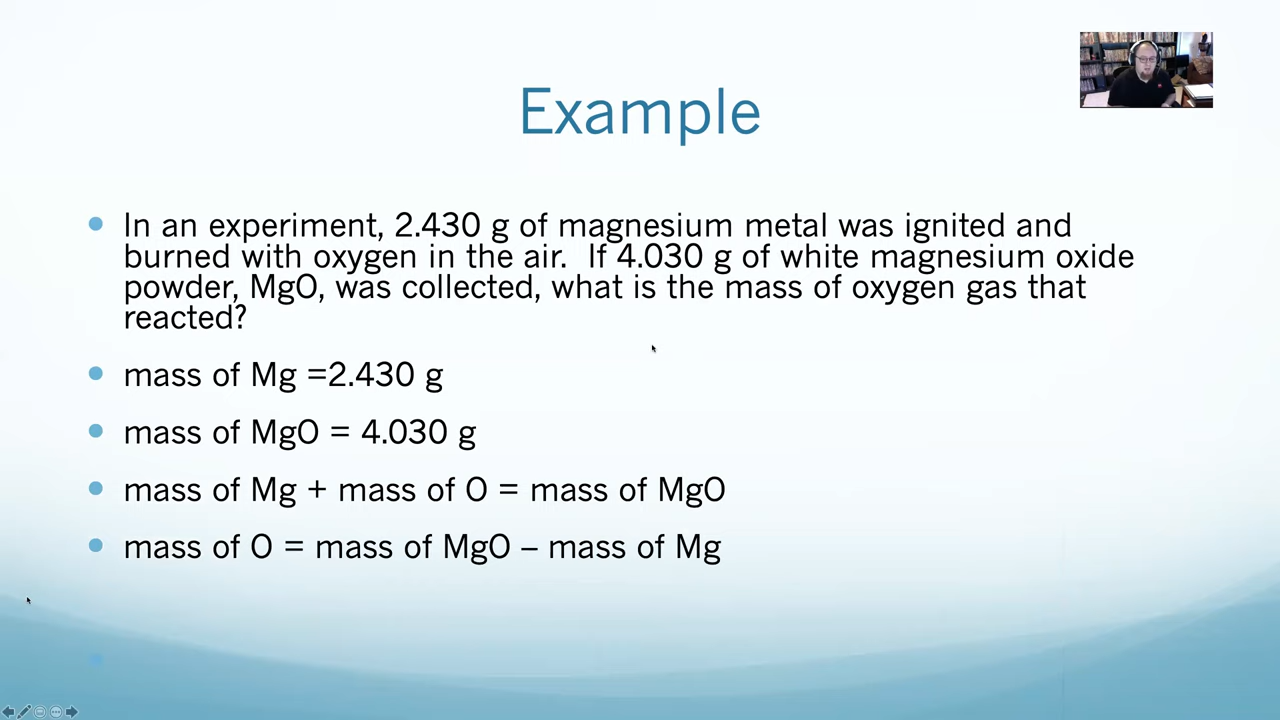 Example
In an experiment, 2.430 g of magnesium metal was ignited and
burned with oxygen in the air.  If 4.030 g of white magnesium oxide
powder, MgO, was collected, what is the mass of oxygen gas that
reacted?
mass of Mg =2.430 g
mass of MgO = 4.030 g
mass of Mg + mass of O = mass of MgO
mass of O = mass of MgO – mass of Mg